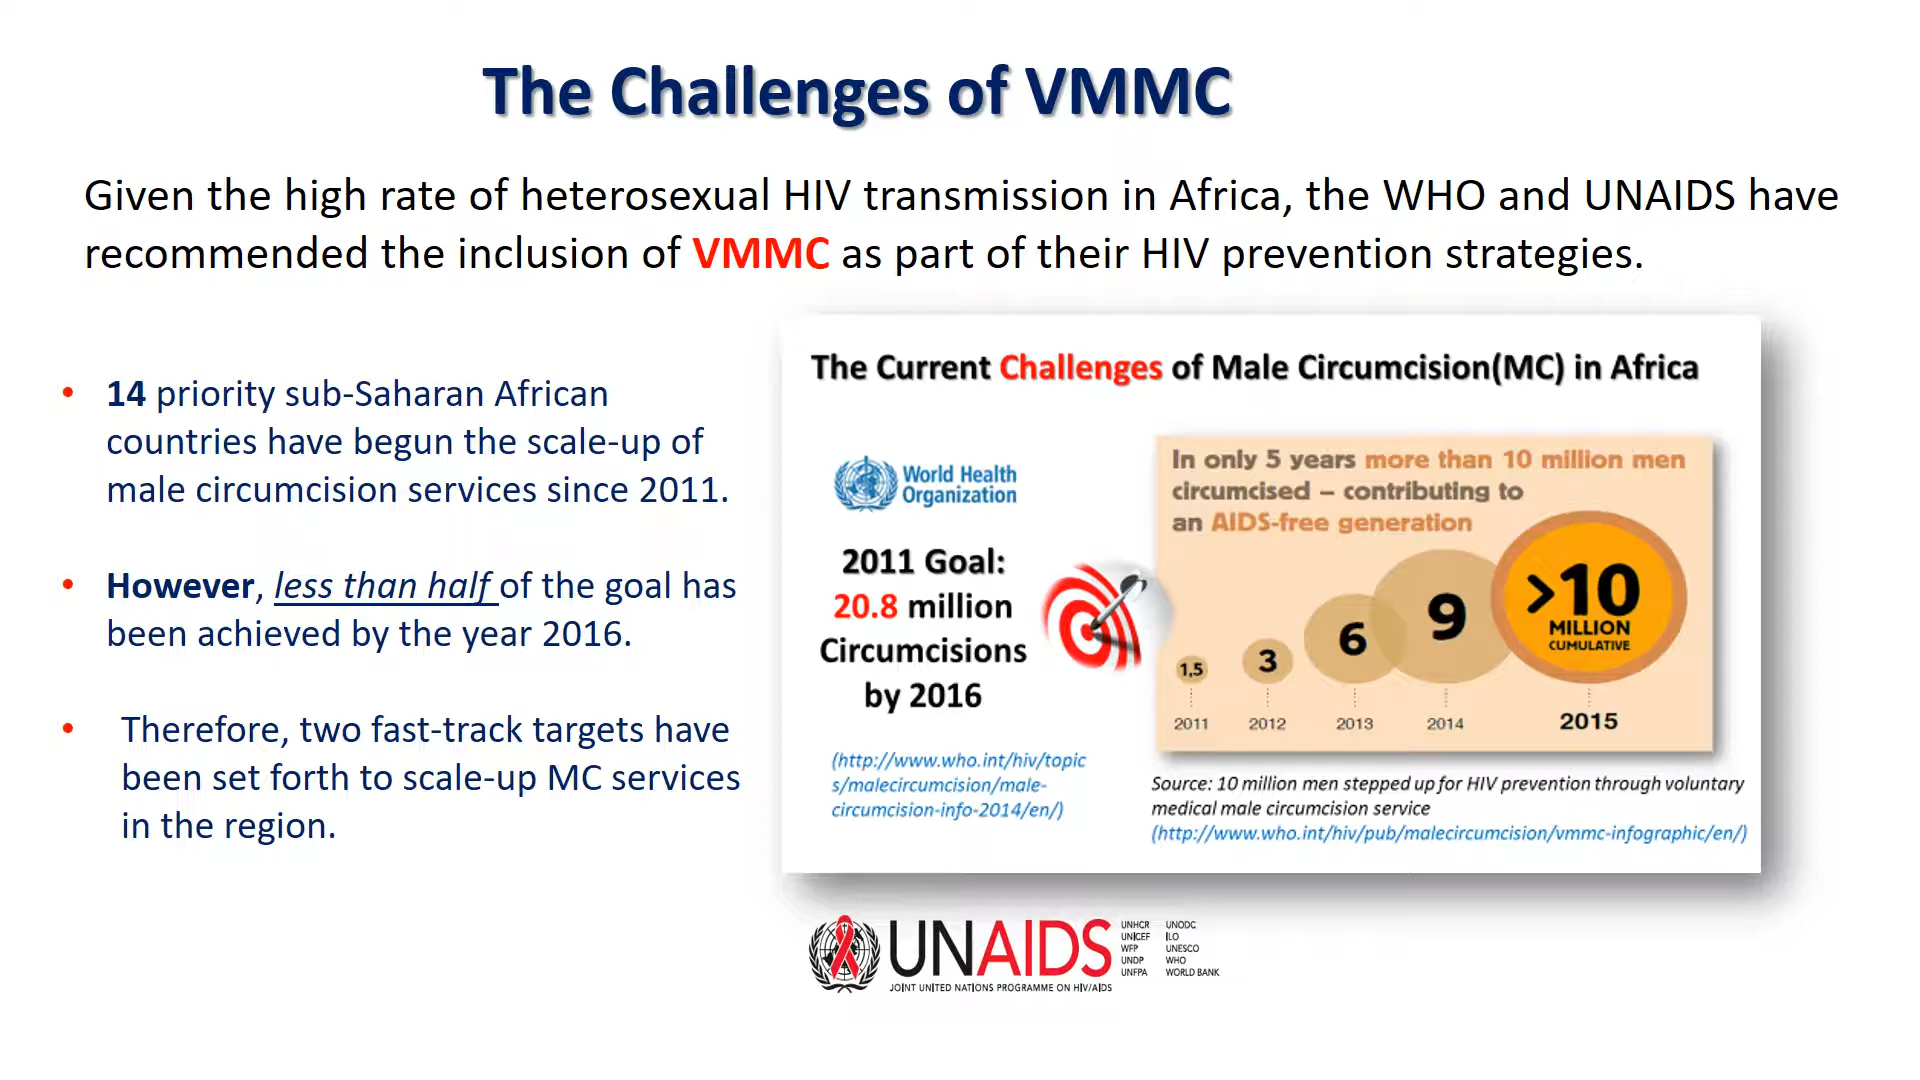 The Challenges of VMMC
Given the high rate of heterosexual HIV transmission in Africa, the WHO and UNAIDS have
recommended the inclusion of VMMC as part of their HIV prevention strategies.
• 14 priority sub-Saharan African
countries have begun the scale-up of
male circumcision services since 2011.
• However, less than half of the goal has
been achieved by the year 2016.
• Therefore, two fast-track targets have
been set forth to scale-up MC services
in the region.
The Current Challenges of Male Circumcision(MC) in Africa
World Health
Organization
2011 Goal:
20.8 million
Circumcisions
by 2016
(http://www.who.int/hiv/topic
s/malecircumcision/male-
circumcision-info-2014/en/)
In only 5 years more than 10 million men
circumcised – contributing to
an AIDS-free generation
1,5
3
6
9
>10
MILLION
CUMULATIVE
2011
2012
2013
2014
2015
Source: 10 million men stepped up for HIV prevention through voluntary
medical male circumcision service
(http://www.who.int/hiv/pub/malecircumcision/vmmc-infographic/en/)
UNAIDS
JOINT UNITED NATIONS PROGRAMME ON HIV/AIDS
UNHCR
UNICEF
WFP
UNDP
UNFPA
UNODC
ILO
UNESCO
WHO
WORLD BANK